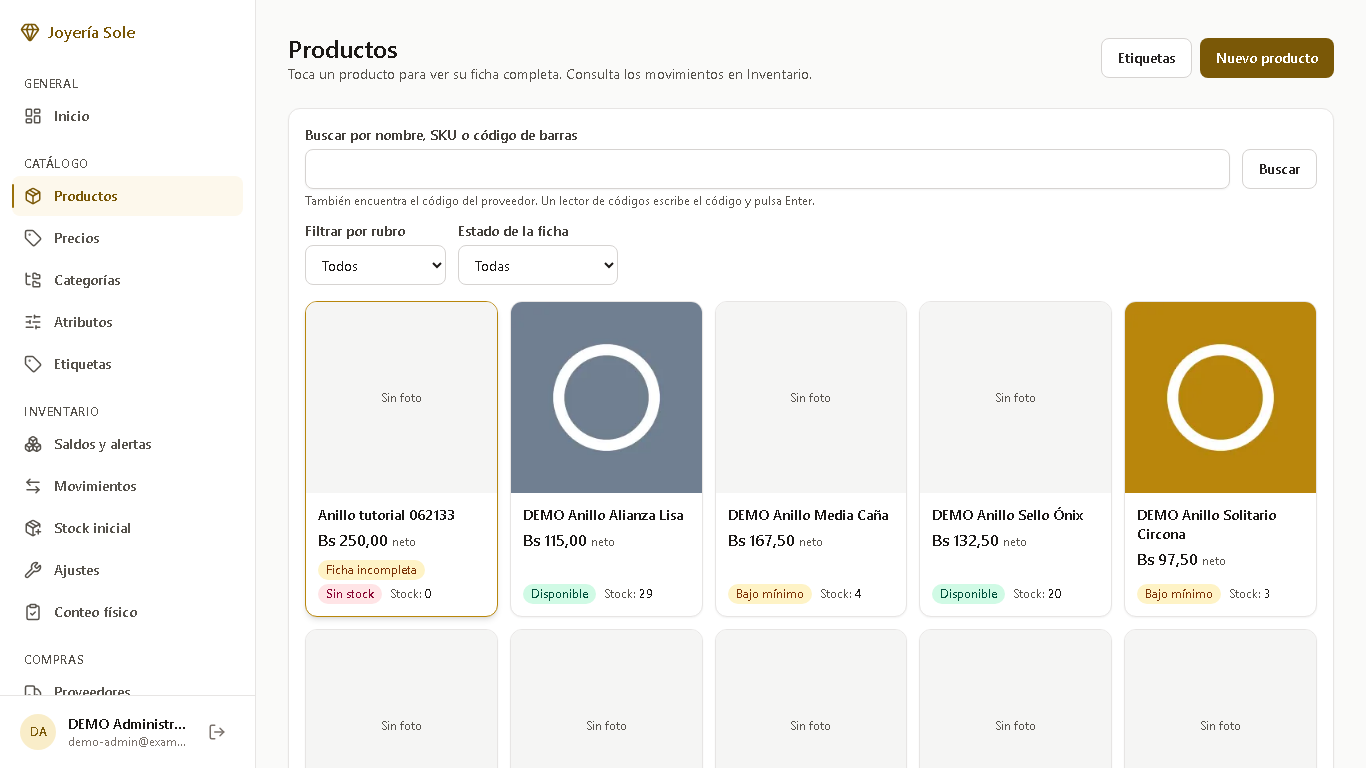 Joyería Sole
GENERAL
Inicio
CATÁLOGO
Productos
Precios
Categorías
Atributos
Etiquetas
INVENTARIO
Saldos y alertas
Movimientos
Stock inicial
Ajustes
Conteo físico
COMPRAS
Proveedores
DA
DEMO Administr...
demo-admin@exam...
Productos
Toca un producto para ver su ficha completa. Consulta los movimientos en Inventario.
Etiquetas
Nuevo producto
Buscar por nombre, SKU o código de barras
Buscar
También encuentra el código del proveedor. Un lector de códigos escribe el código y pulsa Enter.
Filtrar por rubro
Todos
Estado de la ficha
Todas
Sin foto
Anillo tutorial 062133
Bs 250,00 neto
Ficha incompleta
Sin stock Stock: 0
DEMO Anillo Alianza Lisa
Bs 115,00 neto
Disponible Stock: 29
Sin foto
DEMO Anillo Media Caña
Bs 167,50 neto
Bajo mínimo Stock: 4
Sin foto
DEMO Anillo Sello Ónix
Bs 132,50 neto
Disponible Stock: 20
DEMO Anillo Solitario
Circona
Bs 97,50 neto
Bajo mínimo Stock: 3
Sin foto
Sin foto
Sin foto
Sin foto
Sin foto